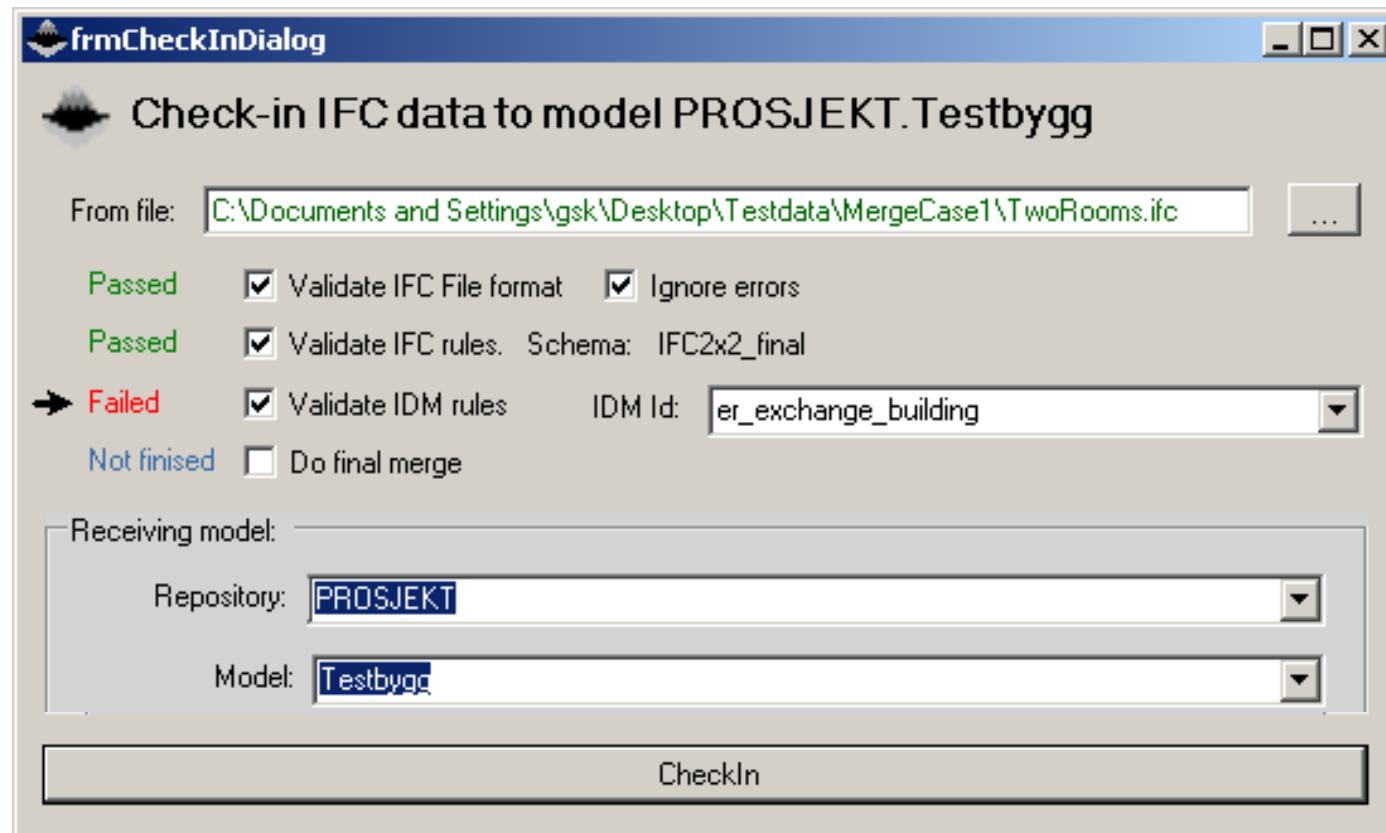 frmCheckInDialog
Check-in IFC data to model PROSJEKT.Testbygg
From file: C:\Documents and Settings\gsk\Desktop\Testdata\MergeCase1\TwoRooms.ifc ...
Passed Validate IFC File format Ignore errors
Passed Validate IFC rules. Schema: IFC2x2_final
Failed Validate IDM rules IDM Id: er_exchange_building
Not finised Do final merge
Receiving model:
Repository: PROSJEKT
Model: Testbygg
CheckIn